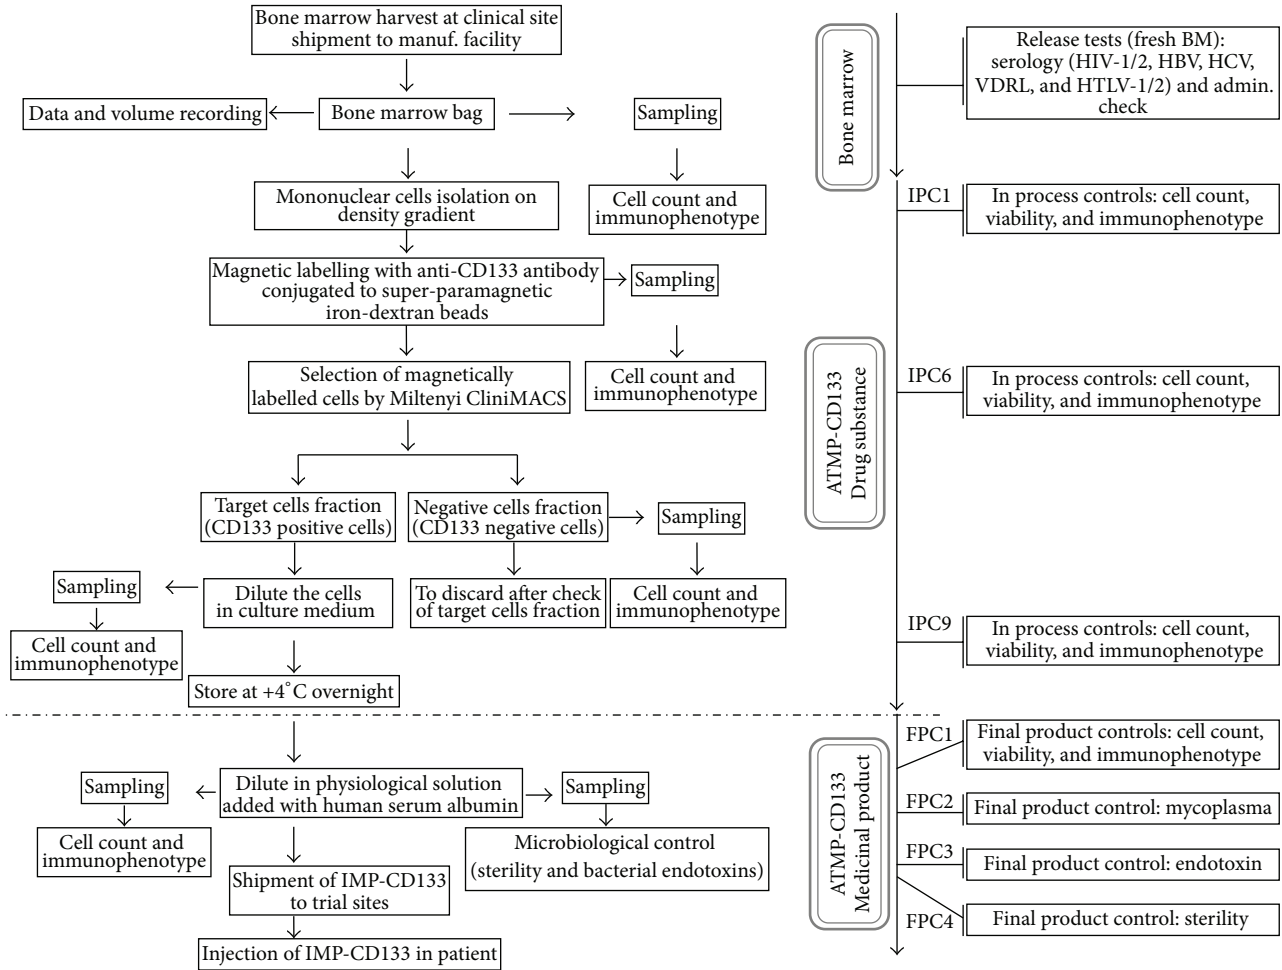 Bone marrow harvest at clinical site
shipment to manuf. facility
Data and volume recording
Bone marrow bag
Sampling
Mononuclear cells isolation on
density gradient
Cell count and
immunophenotype
Magnetic labelling with anti-CD133 antibody
conjugated to super-paramagnetic
iron-dextran beads
Sampling
Selection of magnetically
labelled cells by Miltenyi CliniMACS
Cell count and
immunophenotype
Target cells fraction
(CD133 positive cells)
Negative cells fraction
(CD133 negative cells)
Sampling
Sampling
Dilute the cells
in culture medium
To discard after check
of target cells fraction
Cell count and
immunophenotype
Cell count and
immunophenotype
Store at +4°C overnight
Sampling
Dilute in physiological solution
added with human serum albumin
Sampling
Cell count and
immunophenotype
Microbiological control
(sterility and bacterial endotoxins)
Shipment of IMP-CD133
to trial sites
Injection of IMP-CD133 in patient
Bone marrow
Release tests (fresh BM):
serology (HIV-1/2, HBV, HCV,
VDRL, and HTLV-1/2) and admin.
check
IPC1
In process controls: cell count,
viability, and immunophenotype
ATMP-CD133
Drug substance
IPC6
In process controls: cell count,
viability, and immunophenotype
IPC9
In process controls: cell count,
viability, and immunophenotype
ATMP-CD133
Medicinal product
FPC1
Final product controls: cell count,
viability, and immunophenotype
FPC2
Final product control: mycoplasma
FPC3
Final product control: endotoxin
FPC4
Final product control: sterility